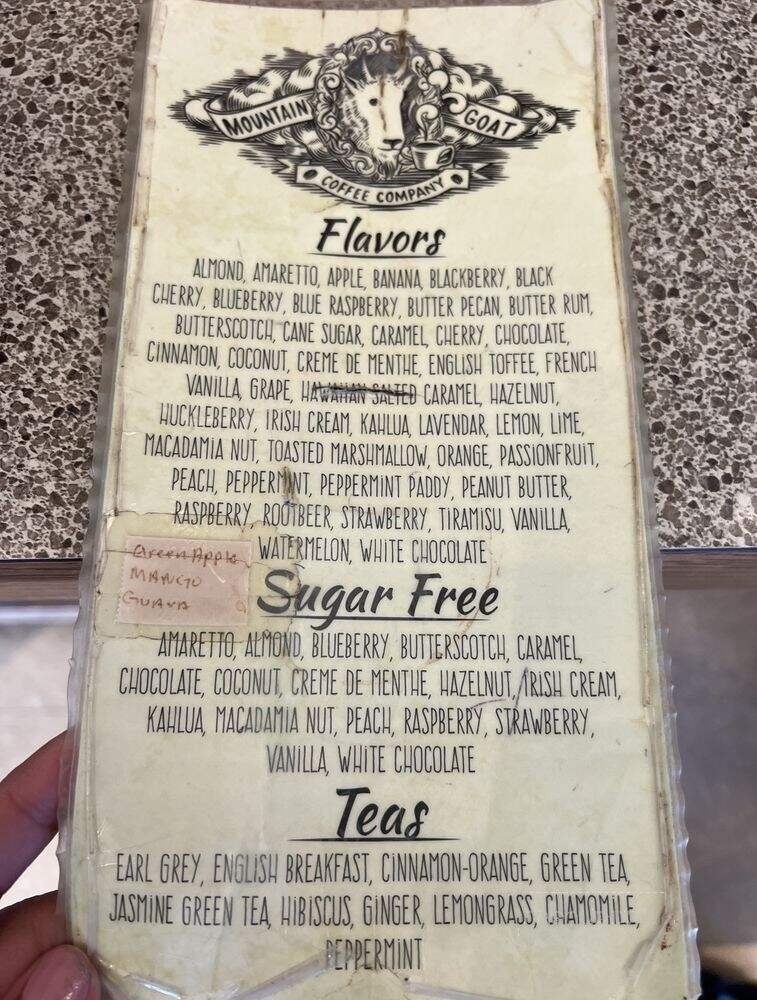 MOUNTAIN GOAT
COFFEE COMPANY
Flavors
ALMOND, AMARETTO, APPLE, BANANA, BLACKBERRY, BLACK
CHERRY, BLUEBERRY, BLUE RASPBERRY, BUTTER PECAN, BUTTER RUM,
BUTTERSCOTCH, CANE SUGAR, CARAMEL, CHERRY, CHOCOLATE,
CINNAMON, COCONUT, CREME DE MENTHE, ENGLISH TOFFEE, FRENCH
VANILLA, GRAPE, HAWAIIAN SALTED CARAMEL, HAZELNUT,
HUCKLEBERRY, IRISH CREAM, KAHLUA, LAVENDAR, LEMON, LIME,
MACADAMIA NUT, TOASTED MARSHMALLOW, ORANGE, PASSIONFRUIT,
PEACH, PEPPERMINT, PEPPERMINT PADDY, PEANUT BUTTER,
RASPBERRY, ROOTBEER, STRAWBERRY, TIRAMISU, VANILLA,
WATERMELON, WHITE CHOCOLATE
Green Apple
MANGO
GUAVA
Sugar Free
AMARETTO, ALMOND, BLUEBERRY, BUTTERSCOTCH, CARAMEL,
CHOCOLATE, COCONUT, CREME DE MENTHE, HAZELNUT, IRISH CREAM,
KAHLUA, MACADAMIA NUT, PEACH, RASPBERRY, STRAWBERRY,
VANILLA, WHITE CHOCOLATE
Teas
EARL GREY, ENGLISH BREAKFAST, CINNAMON-ORANGE, GREEN TEA,
JASMINE GREEN TEA, HIBISCUS, GINGER, LEMONGRASS, CHAMOMILE,
PEPPERMINT